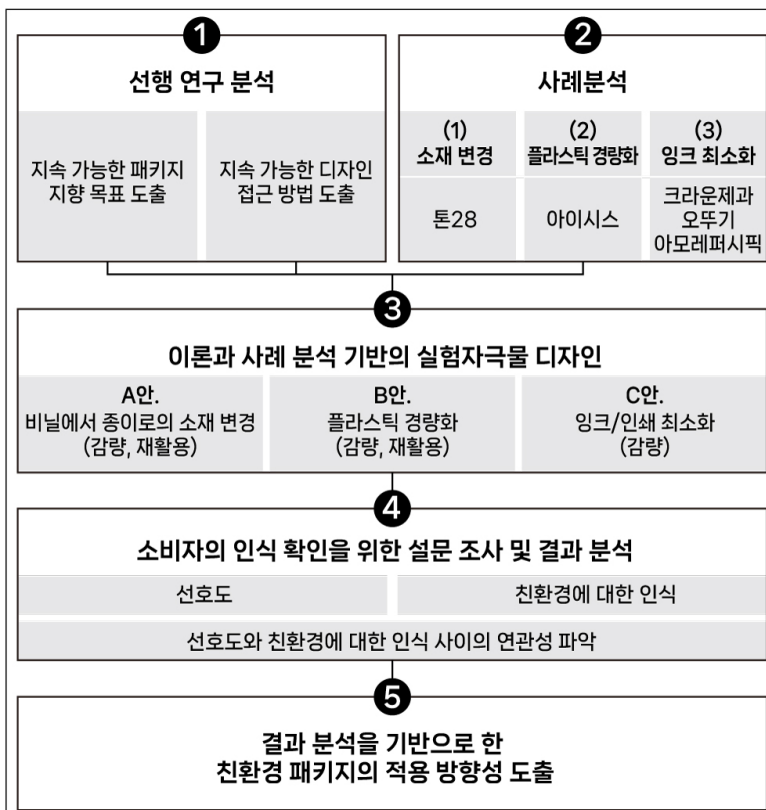 1
선행 연구 분석
지속 가능한 패키지
지향 목표 도출
지속 가능한 디자인
접근 방법 도출
2
사례분석
(1)
소재 변경
톤28
(2)
플라스틱 경량화
아이시스
(3)
잉크 최소화
크라운제과
오뚜기
아모레퍼시픽
3
이론과 사례 분석 기반의 실험자극물 디자인
A안.
비닐에서 종이로의 소재 변경
(감량, 재활용)
B안.
플라스틱 경량화
(감량, 재활용)
C안.
잉크/인쇄 최소화
(감량)
4
소비자의 인식 확인을 위한 설문 조사 및 결과 분석
선호도
친환경에 대한 인식
선호도와 친환경에 대한 인식 사이의 연관성 파악
5
결과 분석을 기반으로 한
친환경 패키지의 적용 방향성 도출